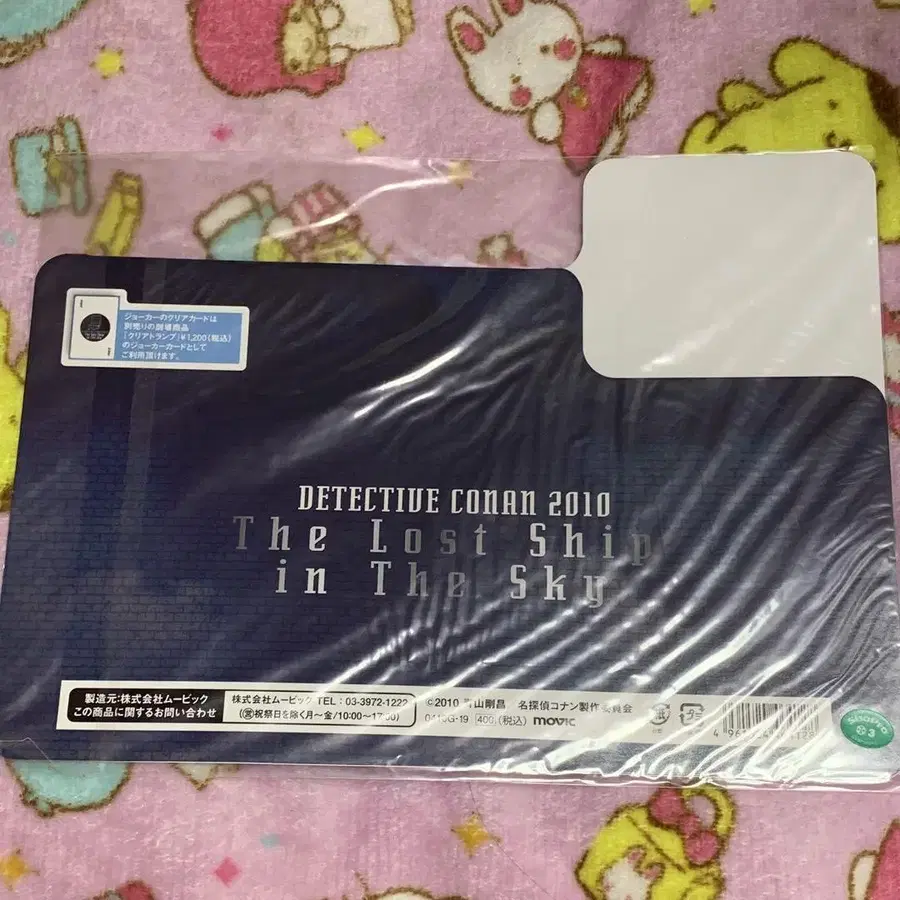 ジョーカーのクリアカードは
別売りの劇場商品
「クリアトランプ」¥1,200(税込)
のジョーカーカードとして
ご利用頂けます。
DETECTIVE CONAN 2010
The Lost Ship
in The Sky
製造元:株式会社ムービック
この商品に関するお問い合わせ
株式会社ムービック TEL:03-3972-1222
(祝祭日を除く月〜金/10:00〜17:00)
©2010 青山剛昌 名探偵コナン製作委員会
400(税込) movic
紙
プラ
ShoPro
03